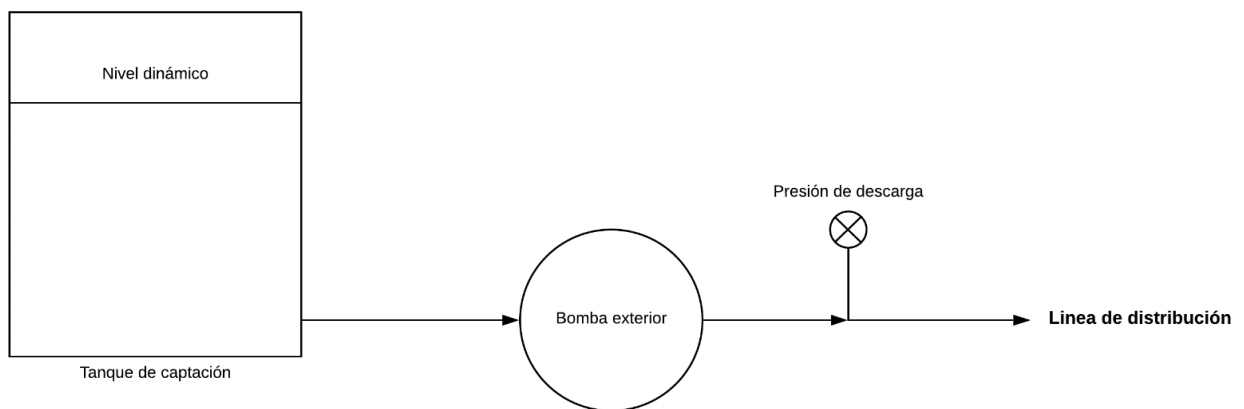 Nivel dinámico
Presión de descarga
Bomba exterior
Linea de distribución
Tanque de captación